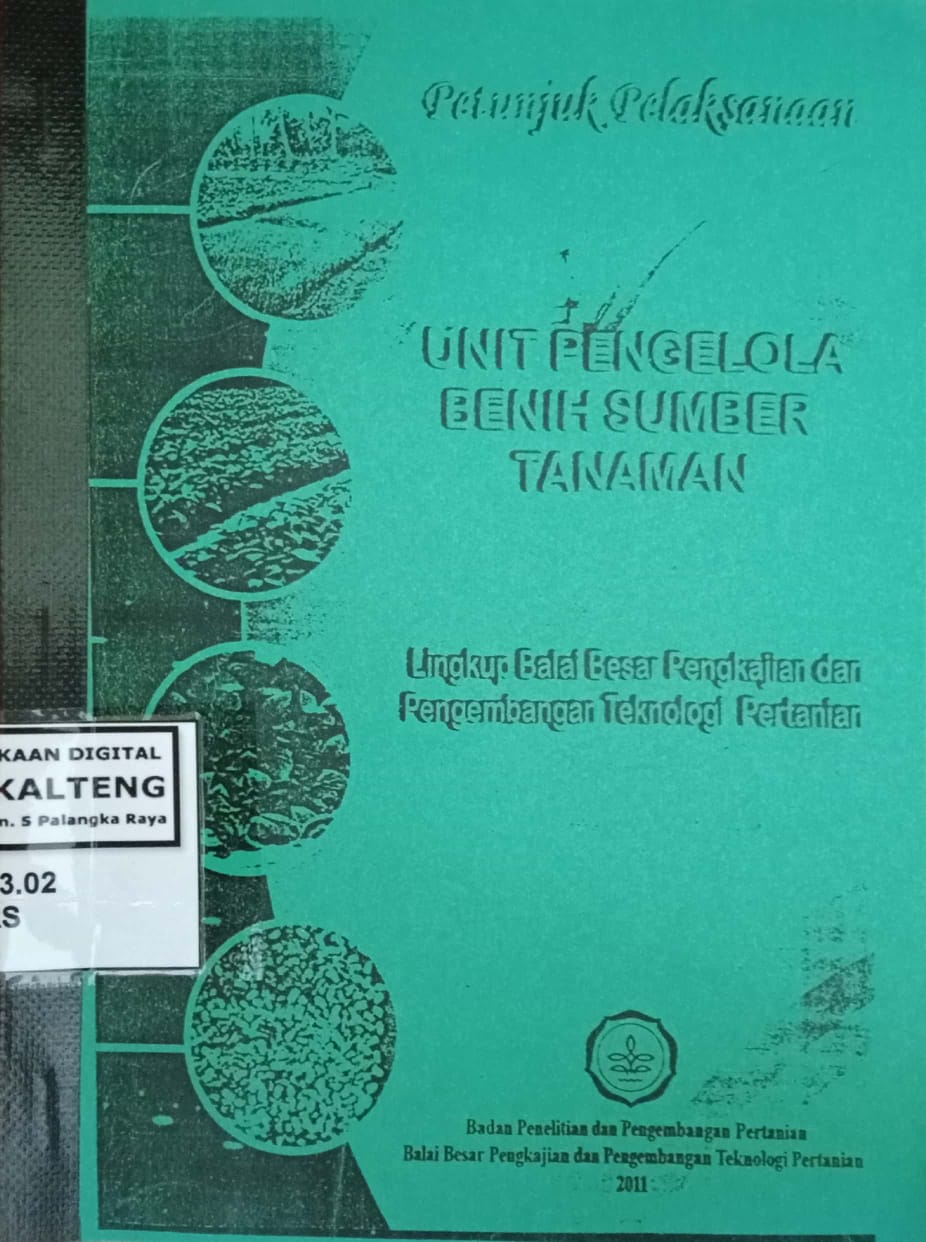 Petunjuk Pelaksanaan
UNIT PENGELOLA
BENIH SUMBER
TANAMAN
Lingkup Balai Besar Pengkajian dan
Pengembangan Teknologi Pertanian
KAAN DIGITAL
KALTENG
n. 5 Palangka Raya
3.02
S
Badan Penelitian dan Pengembangan Pertanian
Balai Besar Pengkajian dan Pengembangan Teknologi Pertanian
2011